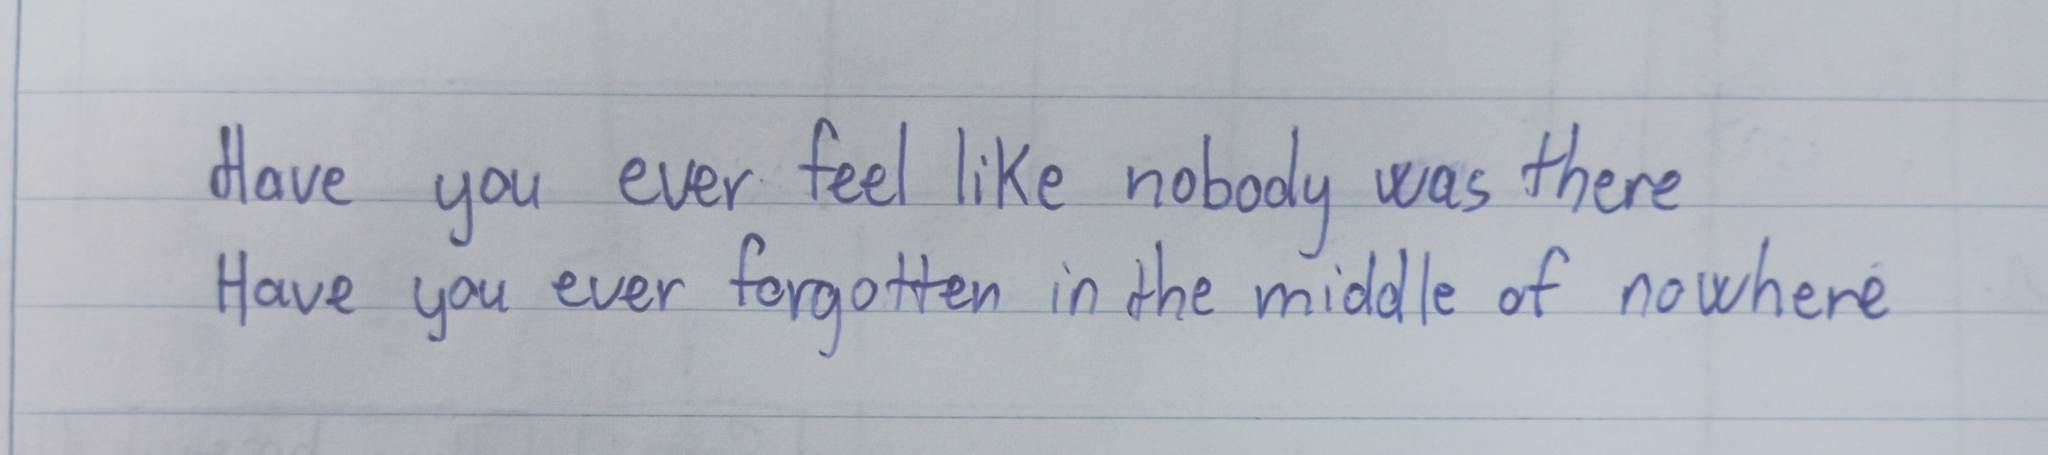 Have you ever feel like nobody was there
Have you ever forgotten in the middle of nowhere